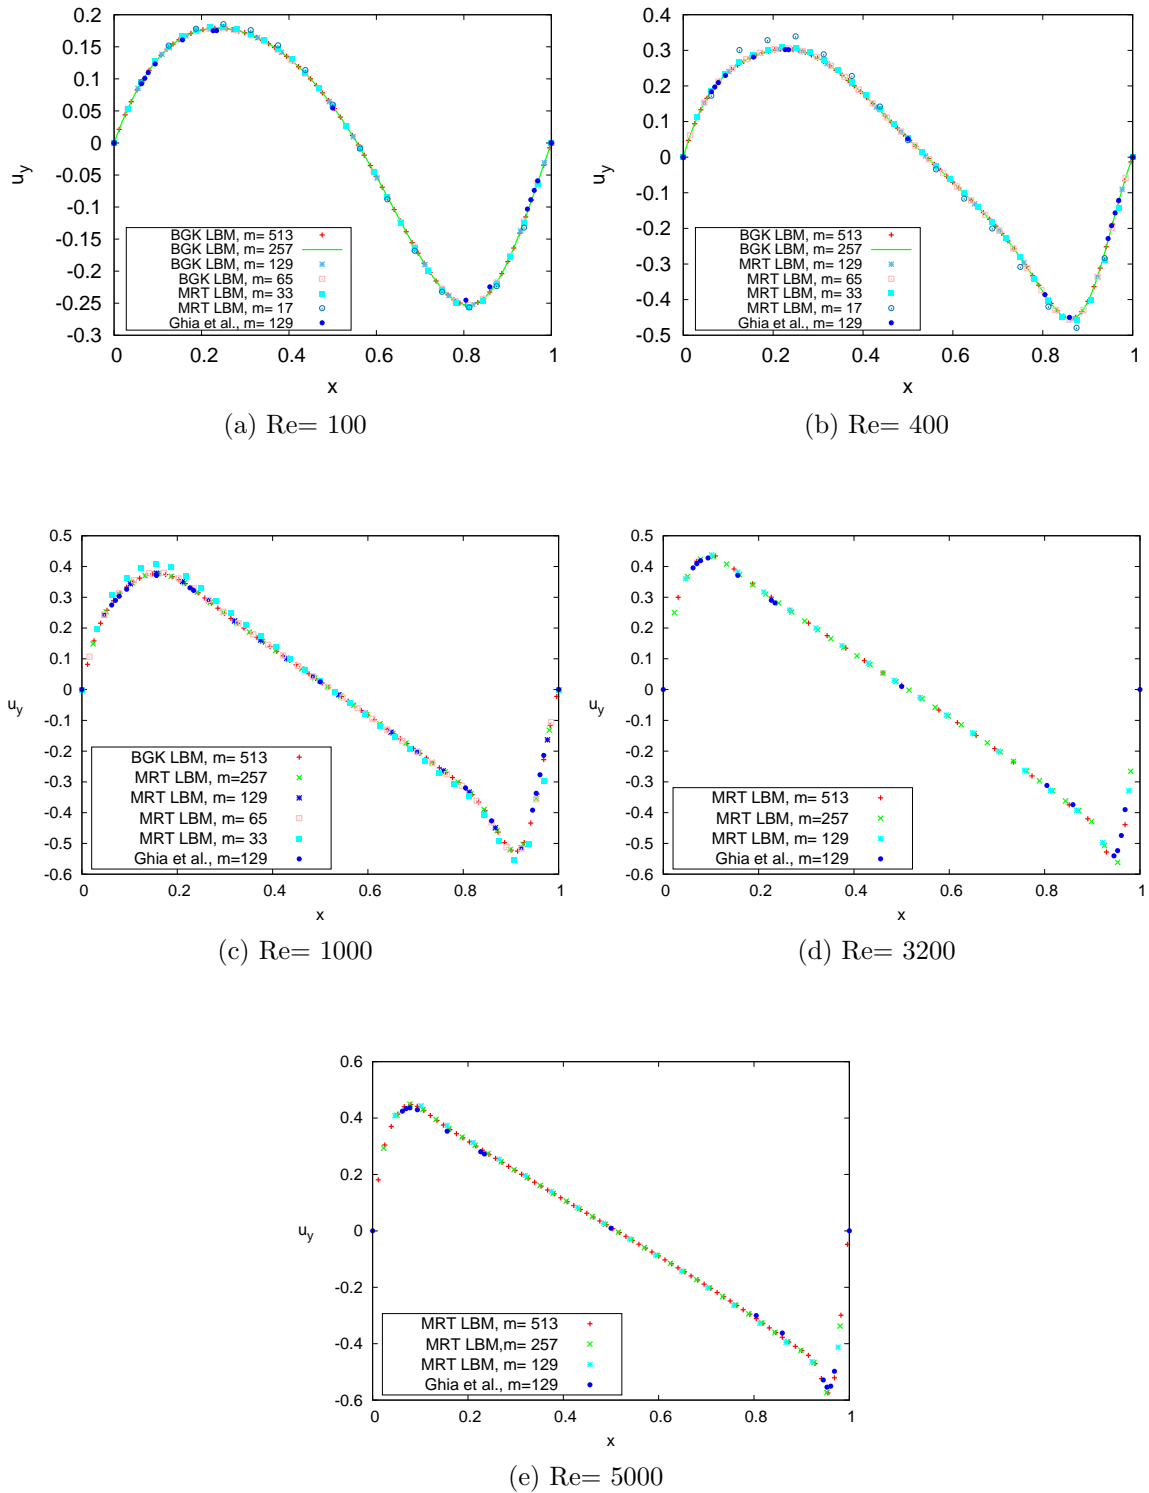 0.2
0.15
0.1
0.05
0
-0.05
-0.1
-0.15
-0.2
-0.25
-0.3
u_y
BGK LBM, m= 513
BGK LBM, m= 257
BGK LBM, m= 129
BGK LBM, m= 65
MRT LBM, m= 33
MRT LBM, m= 17
Ghia et al., m= 129
0 0.2 0.4 0.6 0.8 1
x
(a) Re= 100
0.4
0.3
0.2
0.1
0
-0.1
-0.2
-0.3
-0.4
-0.5
u_y
BGK LBM, m= 513
BGK LBM, m= 257
MRT LBM, m= 129
MRT LBM, m= 65
MRT LBM, m= 33
MRT LBM, m= 17
Ghia et al., m= 129
0 0.2 0.4 0.6 0.8 1
x
(b) Re= 400
0.5
0.4
0.3
0.2
0.1
0
-0.1
-0.2
-0.3
-0.4
-0.5
-0.6
u_y
BGK LBM, m= 513
MRT LBM, m=257
MRT LBM, m= 129
MRT LBM, m= 65
MRT LBM, m= 33
Ghia et al., m=129
0 0.2 0.4 0.6 0.8 1
x
(c) Re= 1000
0.5
0.4
0.3
0.2
0.1
0
-0.1
-0.2
-0.3
-0.4
-0.5
-0.6
u_y
MRT LBM, m= 513
MRT LBM, m=257
MRT LBM, m= 129
Ghia et al., m=129
0 0.2 0.4 0.6 0.8 1
x
(d) Re= 3200
0.6
0.4
0.2
0
-0.2
-0.4
-0.6
u_y
MRT LBM, m= 513
MRT LBM,m= 257
MRT LBM, m= 129
Ghia et al., m=129
0 0.2 0.4 0.6 0.8 1
x
(e) Re= 5000